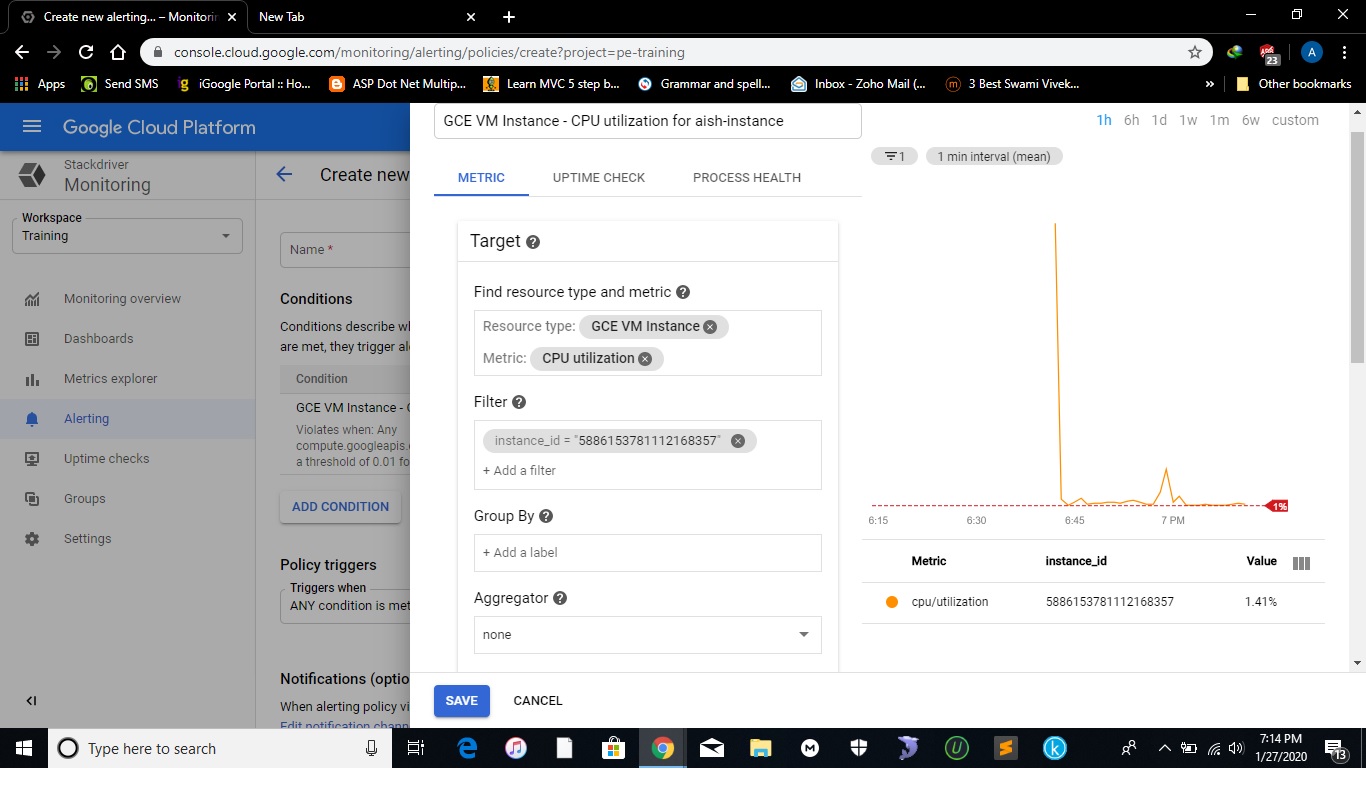 Create new alerting... – Monitorin
New Tab
console.cloud.google.com/monitoring/alerting/policies/create?project=pe-training
23
A
Apps
Send SMS
iGoogle Portal :: Ho...
ASP Dot Net Multip...
Learn MVC 5 step b...
Grammar and spell...
Inbox - Zoho Mail (...
3 Best Swami Vivek...
»
Other bookmarks
Google Cloud Platform
Stackdriver
Monitoring
Workspace
Training
Monitoring overview
Dashboards
Metrics explorer
Alerting
Uptime checks
Groups
Settings
Create new
Name *
Conditions
Conditions describe wh
are met, they trigger ale
Condition
GCE VM Instance - C
Violates when: Any
compute.googleapis.c
a threshold of 0.01 fo
ADD CONDITION
Policy triggers
Triggers when
ANY condition is met
Notifications (optio
When alerting policy vi
Edit notification chann
GCE VM Instance - CPU utilization for aish-instance
METRIC
UPTIME CHECK
PROCESS HEALTH
Target
Find resource type and metric
Resource type: GCE VM Instance
Metric: CPU utilization
Filter
instance_id = "5886153781112168357"
+ Add a filter
Group By
+ Add a label
Aggregator
none
SAVE
CANCEL
1h 6h 1d 1w 1m 6w custom
1
1 min interval (mean)
1%
6:15 6:30 6:45 7 PM
Metric instance_id Value
cpu/utilization 5886153781112168357 1.41%
Type here to search
7:14 PM
1/27/2020
13